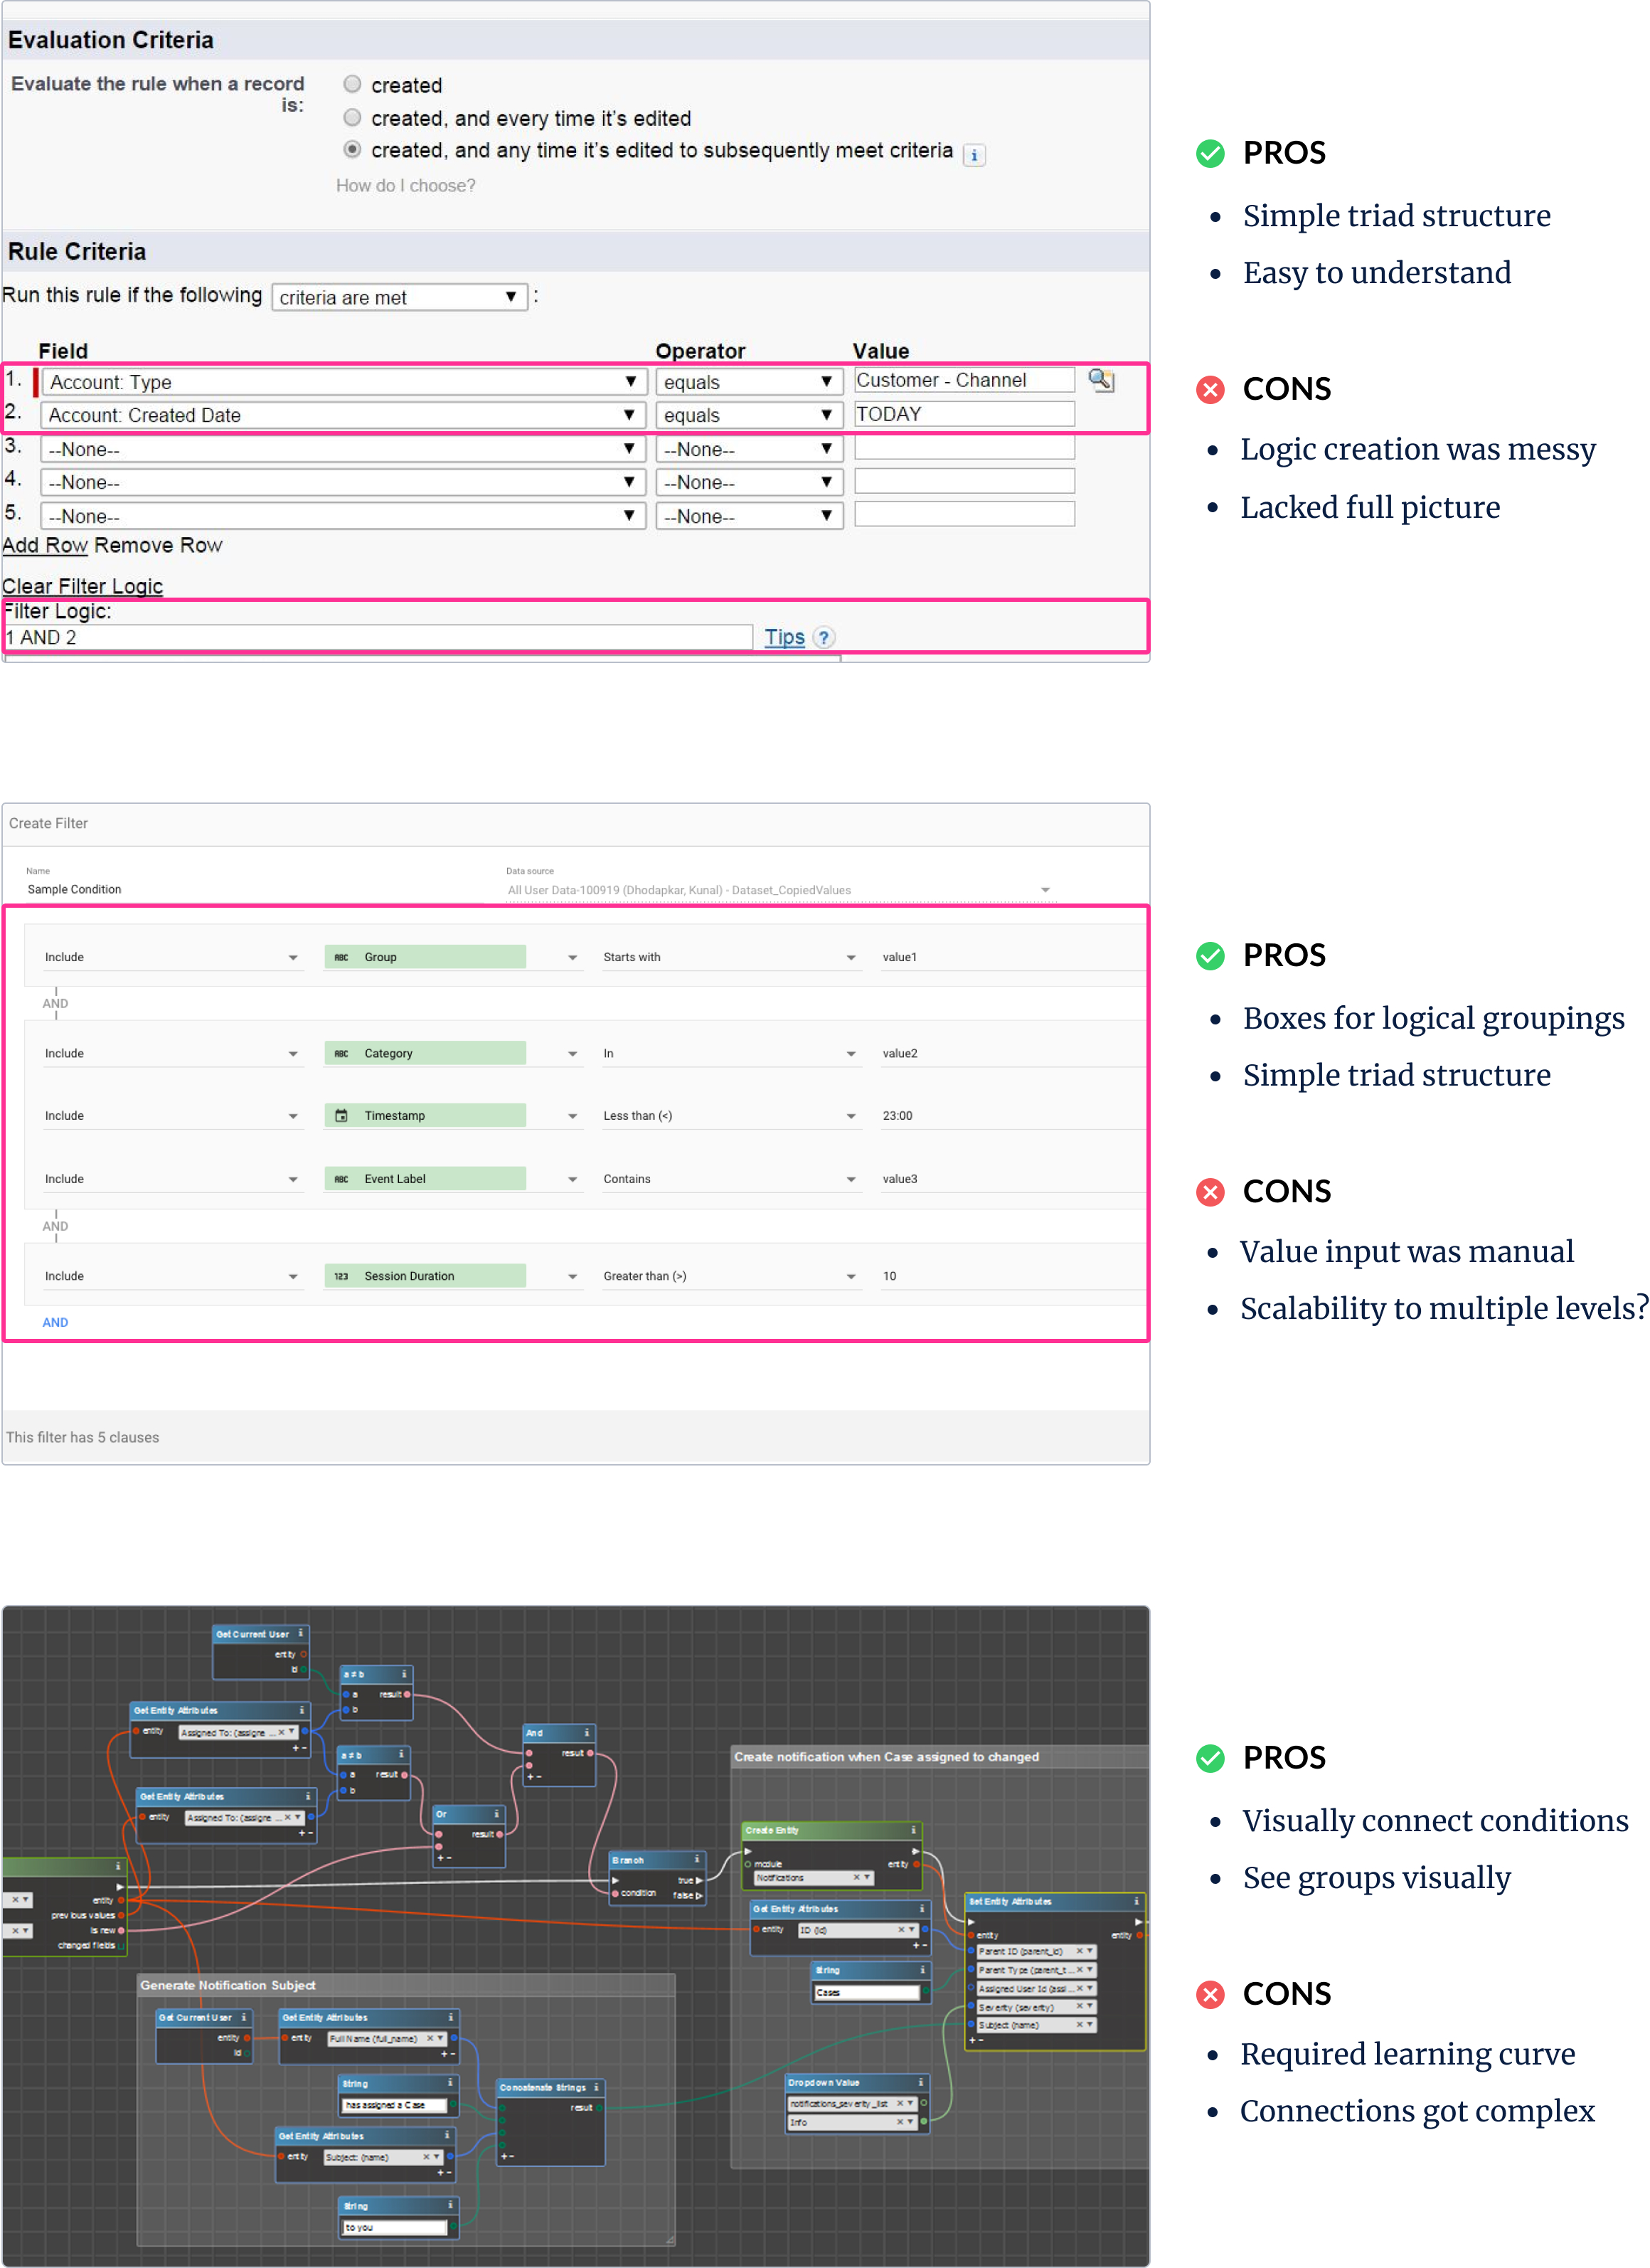 Evaluation Criteria
Evaluate the rule when a record
is:
created
created, and every time it's edited
created, and any time it's edited to subsequently meet criteria
How do I choose?
Rule Criteria
Run this rule if the following criteria are met :
Field Operator Value
1. Account: Type equals Customer - Channel
2. Account: Created Date equals TODAY
3. --None-- --None--
4. --None-- --None--
5. --None-- --None--
Add Row Remove Row
Clear Filter Logic
Filter Logic:
1 AND 2 Tips ?
PROS
• Simple triad structure
• Easy to understand
CONS
• Logic creation was messy
• Lacked full picture
Create Filter
Name Data source
Sample Condition All User Data-100919 (Dhodapkar, Kunal) - Dataset_CopiedValues
Include ABC Group Starts with value1
AND
Include ABC Category In value2
Include Timestamp Less than (<) 23:00
Include ABC Event Label Contains value3
AND
Include 123 Session Duration Greater than (>) 10
AND
This filter has 5 clauses
PROS
• Boxes for logical groupings
• Simple triad structure
CONS
• Value input was manual
• Scalability to multiple levels?
Get Current User
entity
id
a ≠ b
a result
b
Get Entity Attributes
entity Assigned To: (assigne ...
+ -
a ≠ b
a result
b
Get Entity Attributes
entity Assigned To: (assigne ...
+ -
And
result
+ -
Or
result
+ -
entity
previous values
is new
changed fields
Branch
true
condition false
Create notification when Case assigned to changed
Create Entity
module entity
Notifications
Get Entity Attributes
entity ID (id)
+ -
String
Cases
Set Entity Attributes
entity entity
Parent ID (parent_id)
Parent Type (parent_t...
Assigned User Id (assi...
Severity (severity)
Subject (name)
+ -
Dropdown Value
notifications_severity_list
Info
Generate Notification Subject
Get Current User
entity
id
Get Entity Attributes
entity Full Name (full_name)
+ -
String
has assigned a Case
Concatenate Strings
result
+ -
Get Entity Attributes
entity Subject: (name)
+ -
String
to you
PROS
• Visually connect conditions
• See groups visually
CONS
• Required learning curve
• Connections got complex